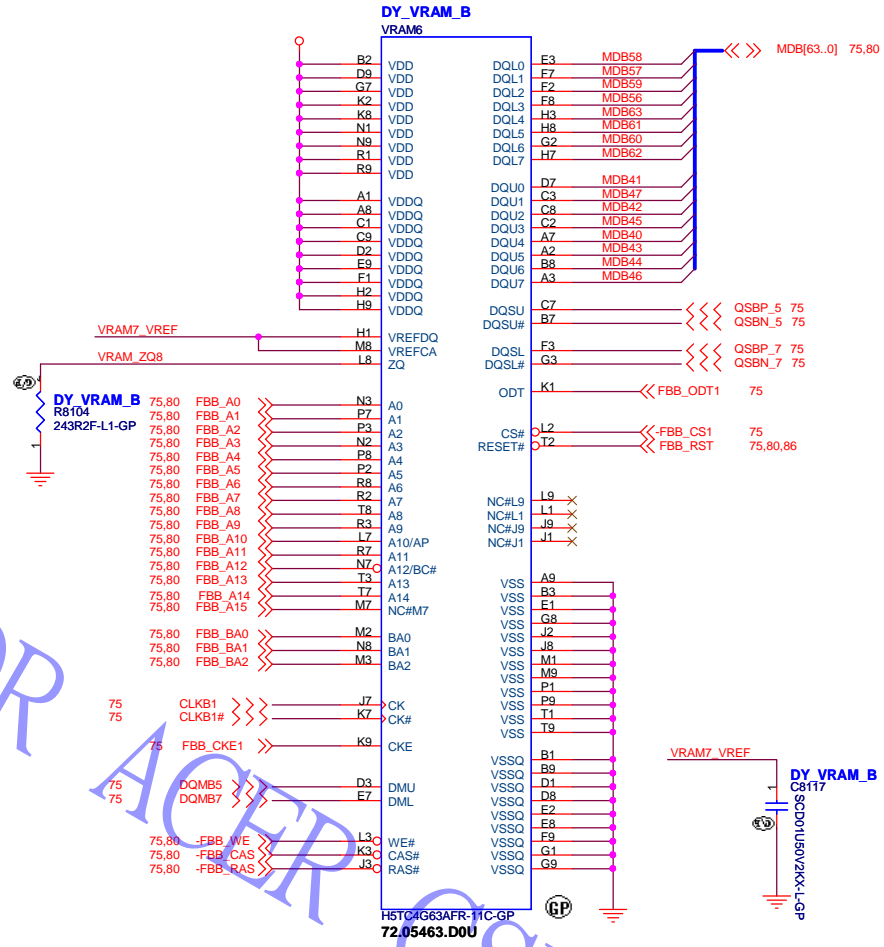 DY_VRAM_B
VRAM6
B2 VDD DQL0 E3 MDB58 MDB[63..0] 75,80
D9 VDD DQL1 F7 MDB57
G7 VDD DQL2 F2 MDB59
K2 VDD DQL3 F8 MDB56
K8 VDD DQL4 H3 MDB63
N1 VDD DQL5 H8 MDB61
N9 VDD DQL6 G2 MDB60
R1 VDD DQL7 H7 MDB62
R9 VDD
DQU0 D7 MDB41
A1 VDDQ DQU1 C3 MDB47
A8 VDDQ DQU2 C8 MDB42
C1 VDDQ DQU3 C2 MDB45
C9 VDDQ DQU4 A7 MDB40
D2 VDDQ DQU5 A2 MDB43
E9 VDDQ DQU6 B8 MDB44
F1 VDDQ DQU7 A3 MDB46
H2 VDDQ
H9 VDDQ DQSU C7 QSBP_5 75
DQSU# B7 QSBN_5 75
VRAM7_VREF H1 VREFDQ
M8 VREFCA DQSL F3 QSBP_7 75
VRAM_ZQ8 L8 ZQ DQSL# G3 QSBN_7 75
ODT K1 FBB_ODT1 75
DY_VRAM_B
R8104
243R2F-L1-GP
1
75,80 FBB_A0 N3 A0
75,80 FBB_A1 P7 A1
75,80 FBB_A2 P3 A2 CS# L2 -FBB_CS1 75
75,80 FBB_A3 N2 A3 RESET# T2 FBB_RST 75,80,86
75,80 FBB_A4 P8 A4
75,80 FBB_A5 P2 A5
75,80 FBB_A6 R8 A6
75,80 FBB_A7 R2 A7 NC#L9 L9
75,80 FBB_A8 T8 A8 NC#L1 L1
75,80 FBB_A9 R3 A9 NC#J9 J9
75,80 FBB_A10 L7 A10/AP NC#J1 J1
75,80 FBB_A11 R7 A11
75,80 FBB_A12 N7 A12/BC#
75,80 FBB_A13 T3 A13 VSS A9
75,80 FBB_A14 T7 A14 VSS B3
75,80 FBB_A15 M7 NC#M7 VSS E1
VSS G8
75,80 FBB_BA0 M2 BA0 VSS J2
75,80 FBB_BA1 N8 BA1 VSS J8
75,80 FBB_BA2 M3 BA2 VSS M1
VSS M9
VSS P1
75 CLKB1 J7 CK VSS P9
75 CLKB1# K7 CK# VSS T1
VSS T9
75 FBB_CKE1 K9 CKE
VSSQ B1 VRAM7_VREF
VSSQ B9
75 DQMB5 D3 DMU VSSQ D1
75 DQMB7 E7 DML VSSQ D8
VSSQ E2
VSSQ E8
75,80 -FBB_WE L3 WE# VSSQ F9
75,80 -FBB_CAS K3 CAS# VSSQ G1
75,80 -FBB_RAS J3 RAS# VSSQ G9
DY_VRAM_B
C8117
SCD01U50V2KX-L-GP
1
H5TC4G63AFR-11C-GP
72.05463.D0U
GP
OR ACER